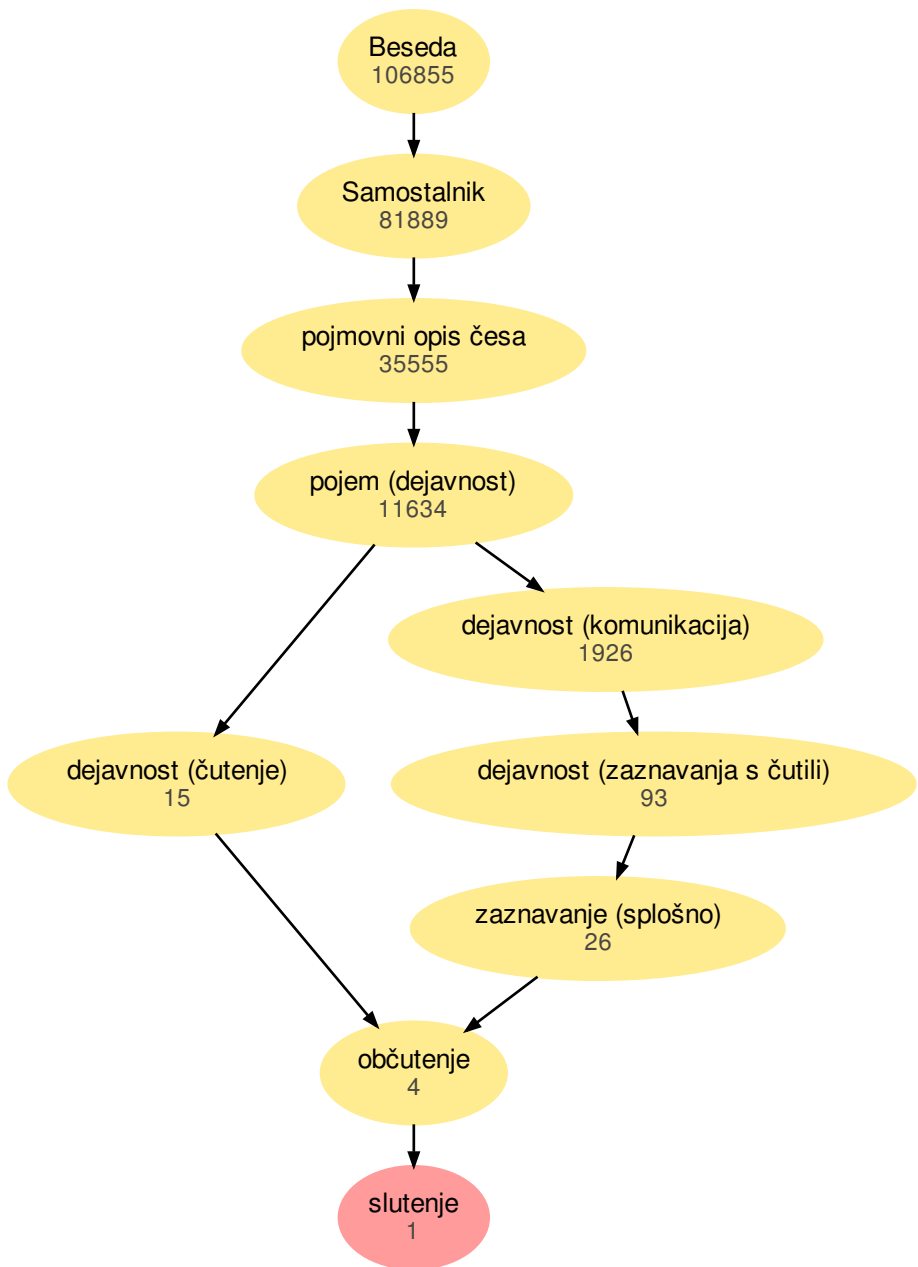 Beseda
106855
Samostalnik
81889
pojmovni opis česa
35555
pojem (dejavnost)
11634
dejavnost (komunikacija)
1926
dejavnost (čutenje)
15
dejavnost (zaznavanja s čutili)
93
zaznavanje (splošno)
26
občutenje
4
slutenje
1